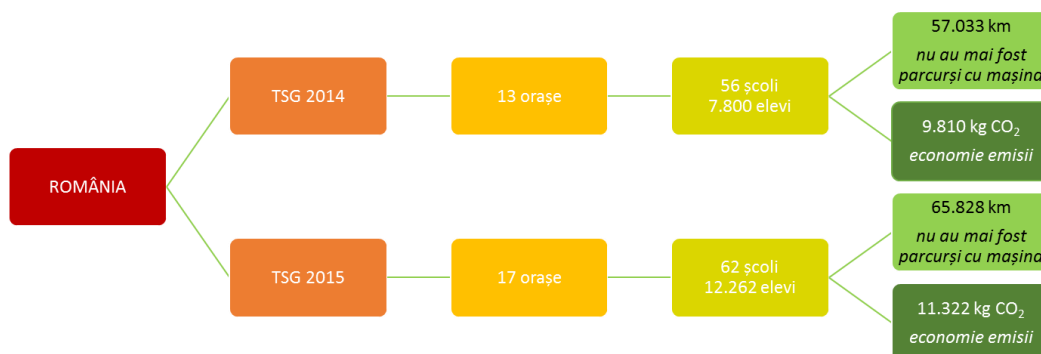 ROMÂNIA
TSG 2014
13 orașe
56 școli
7.800 elevi
57.033 km
nu au mai fost
parcurși cu mașina
9.810 kg CO₂
economie emisii
TSG 2015
17 orașe
62 școli
12.262 elevi
65.828 km
nu au mai fost
parcurși cu mașina
11.322 kg CO₂
economie emisii